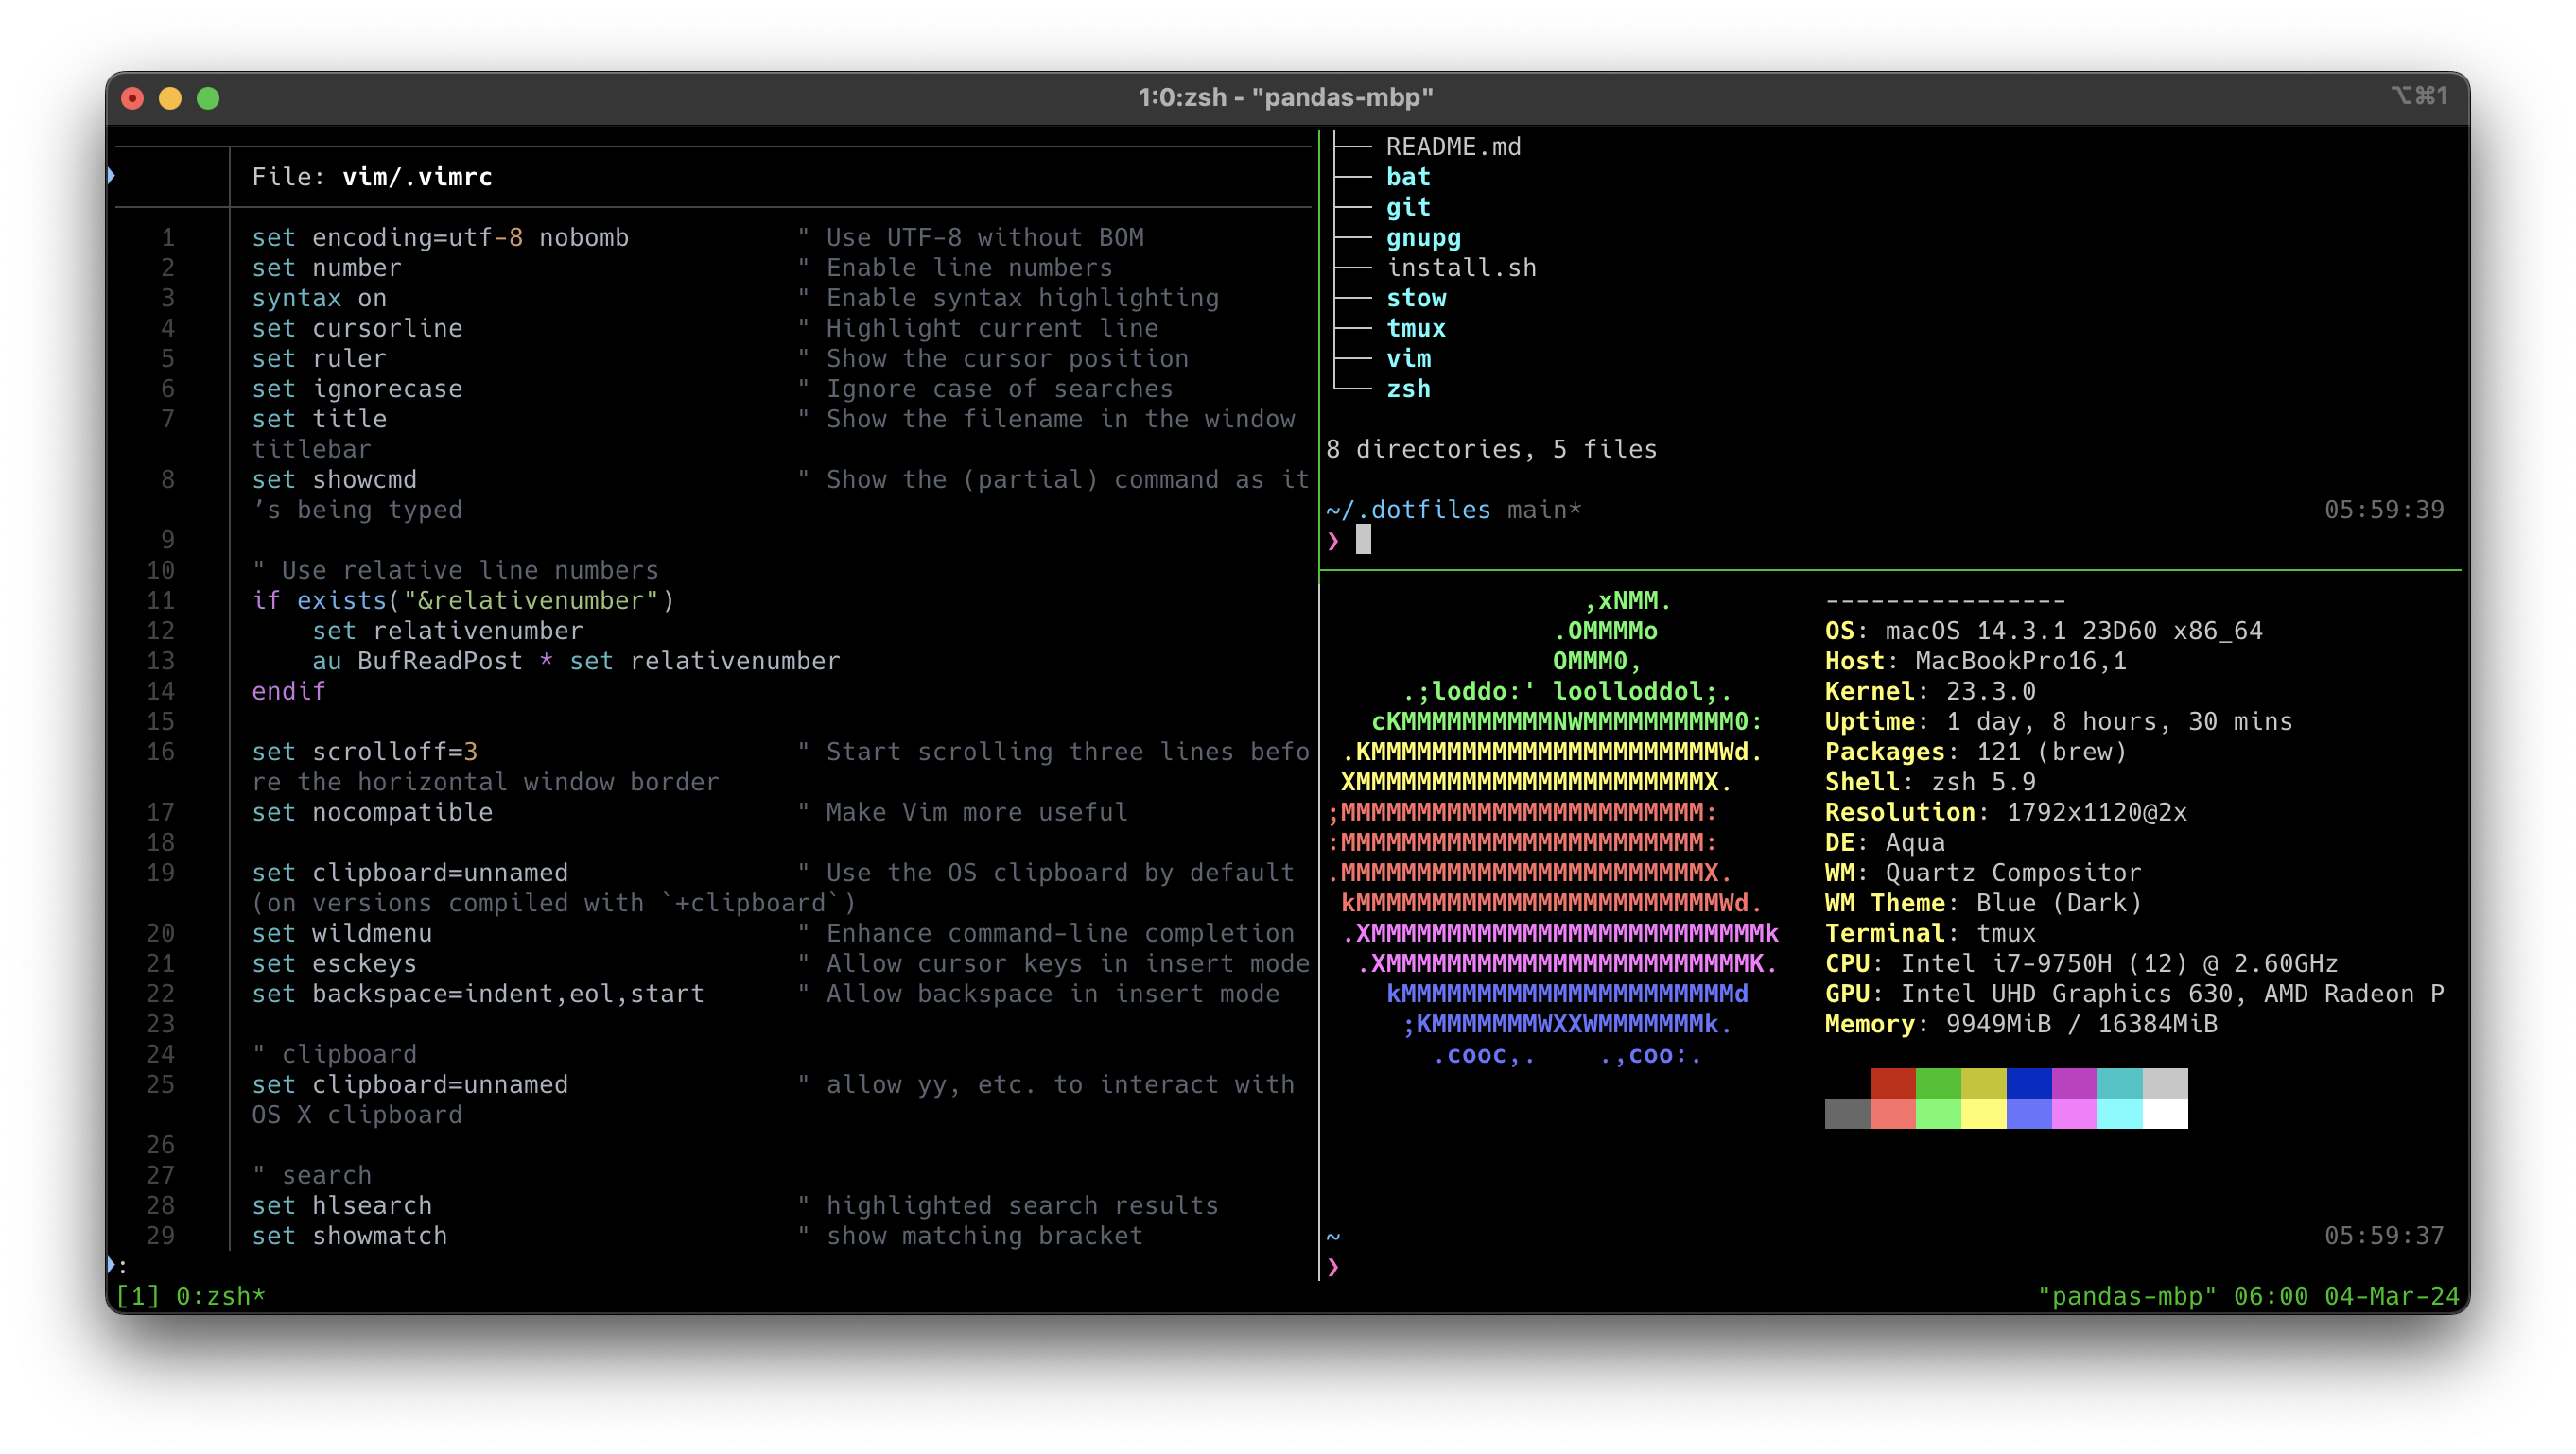 1:0:zsh - "pandas-mbp"
⌥⌘1
File: vim/.vimrc
1 set encoding=utf-8 nobomb " Use UTF-8 without BOM
2 set number " Enable line numbers
3 syntax on " Enable syntax highlighting
4 set cursorline " Highlight current line
5 set ruler " Show the cursor position
6 set ignorecase " Ignore case of searches
7 set title " Show the filename in the window
titlebar
8 set showcmd " Show the (partial) command as it
’s being typed
9
10 " Use relative line numbers
11 if exists("&relativenumber")
12 set relativenumber
13 au BufReadPost * set relativenumber
14 endif
15
16 set scrolloff=3 " Start scrolling three lines befo
re the horizontal window border
17 set nocompatible " Make Vim more useful
18
19 set clipboard=unnamed " Use the OS clipboard by default
(on versions compiled with `+clipboard`)
20 set wildmenu " Enhance command-line completion
21 set esckeys " Allow cursor keys in insert mode
22 set backspace=indent,eol,start " Allow backspace in insert mode
23
24 " clipboard
25 set clipboard=unnamed " allow yy, etc. to interact with
OS X clipboard
26
27 " search
28 set hlsearch " highlighted search results
29 set showmatch " show matching bracket
:
├── README.md
├── bat
├── git
├── gnupg
├── install.sh
├── stow
├── tmux
├── vim
└── zsh
8 directories, 5 files
~/.dotfiles main* 05:59:39
❯
,xNMM. ----------------
.OMMMMo OS: macOS 14.3.1 23D60 x86_64
OMMM0, Host: MacBookPro16,1
.;loddo:' loolloddol;. Kernel: 23.3.0
cKMMMMMMMMMMNWMMMMMMMMMM0: Uptime: 1 day, 8 hours, 30 mins
.KMMMMMMMMMMMMMMMMMMMMMMMWd. Packages: 121 (brew)
XMMMMMMMMMMMMMMMMMMMMMMMX. Shell: zsh 5.9
;MMMMMMMMMMMMMMMMMMMMMMMM: Resolution: 1792x1120@2x
:MMMMMMMMMMMMMMMMMMMMMMMM: DE: Aqua
.MMMMMMMMMMMMMMMMMMMMMMMMX. WM: Quartz Compositor
kMMMMMMMMMMMMMMMMMMMMMMMMWd. WM Theme: Blue (Dark)
.XMMMMMMMMMMMMMMMMMMMMMMMMMMk Terminal: tmux
.XMMMMMMMMMMMMMMMMMMMMMMMMK. CPU: Intel i7-9750H (12) @ 2.60GHz
kMMMMMMMMMMMMMMMMMMMMMMd GPU: Intel UHD Graphics 630, AMD Radeon P
;KMMMMMMMWXXWMMMMMMMk. Memory: 9949MiB / 16384MiB
.cooc,. .,coo:.
~ 05:59:37
❯
[1] 0:zsh* "pandas-mbp" 06:00 04-Mar-24